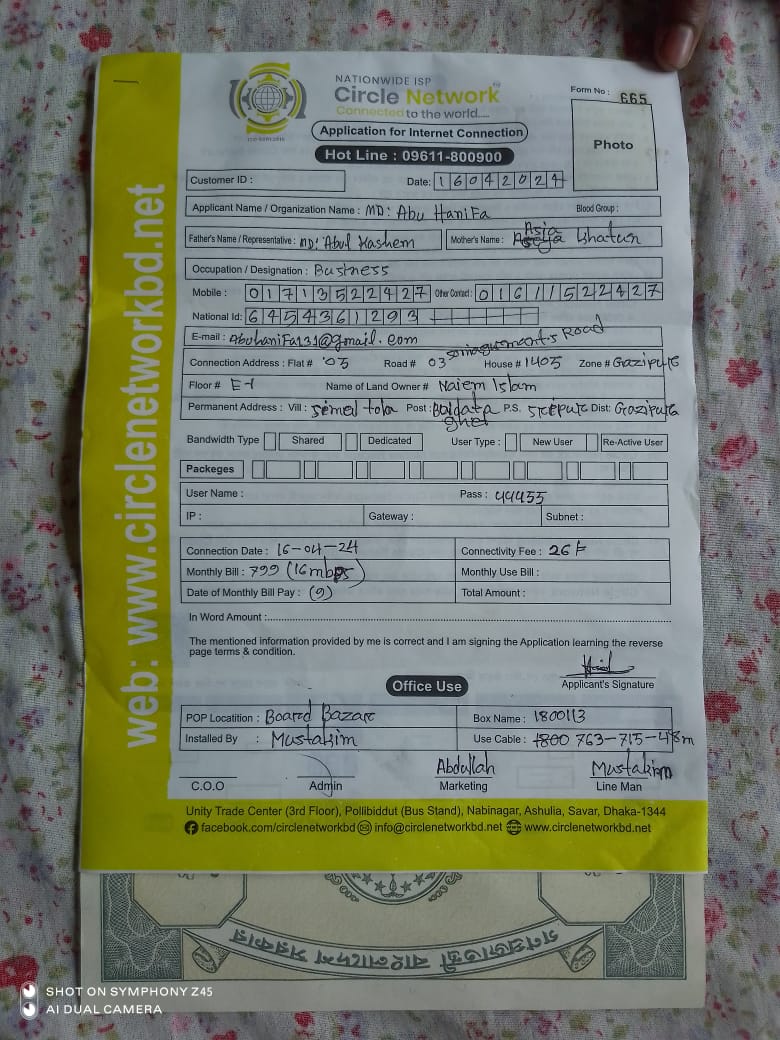 NATIONWIDE ISP
Circle Network
Connected to the world....
Form No : 665
Application for Internet Connection
Photo
Hot Line : 09611-800900
Customer ID :
Date: 16042024
Applicant Name / Organization Name : MD: Abu Hanifa Blood Group :
Father's Name / Representative : MD: Abul Kashem Mother's Name : Asia Khatun
Occupation / Designation : Business
Mobile : 01713522427 Other Contact : 01611522427
National Id: 6454361293
E-mail : Abuhanifa131@gmail.com
Connection Address : Flat # 03 Road # 03 Road House # 1403 Zone # Gazipur
Floor # E-1 Name of Land Owner # Naiem Islam
Permanent Address : Vill : simul tola Post : P.S. sreepur Dist: Gazipur
Bandwidth Type Shared Dedicated User Type : New User Re-Active User
Packeges
User Name : Pass : 44455
IP : Gateway : Subnet :
Connection Date : 16-04-24 Connectivity Fee :
Monthly Bill : 799 (16mbps) Monthly Use Bill :
Date of Monthly Bill Pay : (9) Total Amount :
In Word Amount :
The mentioned information provided by me is correct and I am signing the Application learning the reverse
page terms & condition.
Applicant's Signature
Office Use
POP Locatition : Board Bazar Box Name : 1800113
Installed By : Mustakim Use Cable : 763-715-48m
Abdullah Mustakim
C.O.O Admin Marketing Line Man
Unity Trade Center (3rd Floor), Pollibiddut (Bus Stand), Nabinagar, Ashulia, Savar, Dhaka-1344
facebook.com/circlenetworkbd info@circlenetworkbd.net www.circlenetworkbd.net
web: www.circlenetworkbd.net
গণপ্রজাতন্ত্রী বাংলাদেশ সরকার
SHOT ON SYMPHONY Z45
AI DUAL CAMERA